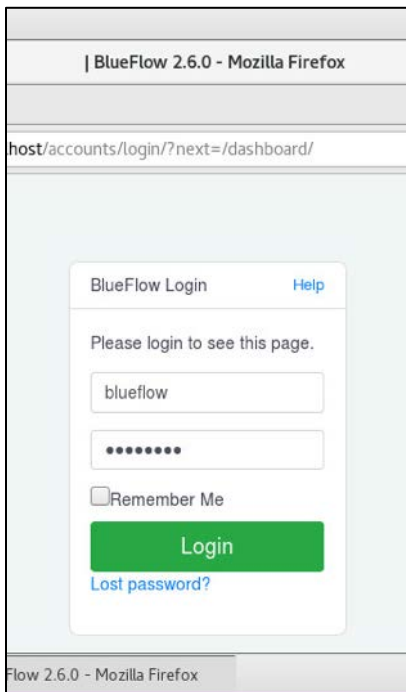 | BlueFlow 2.6.0 - Mozilla Firefox
host/accounts/login/?next=/dashboard/
BlueFlow Login Help
Please login to see this page.
blueflow
••••••••
Remember Me
Login
Lost password?
Flow 2.6.0 - Mozilla Firefox